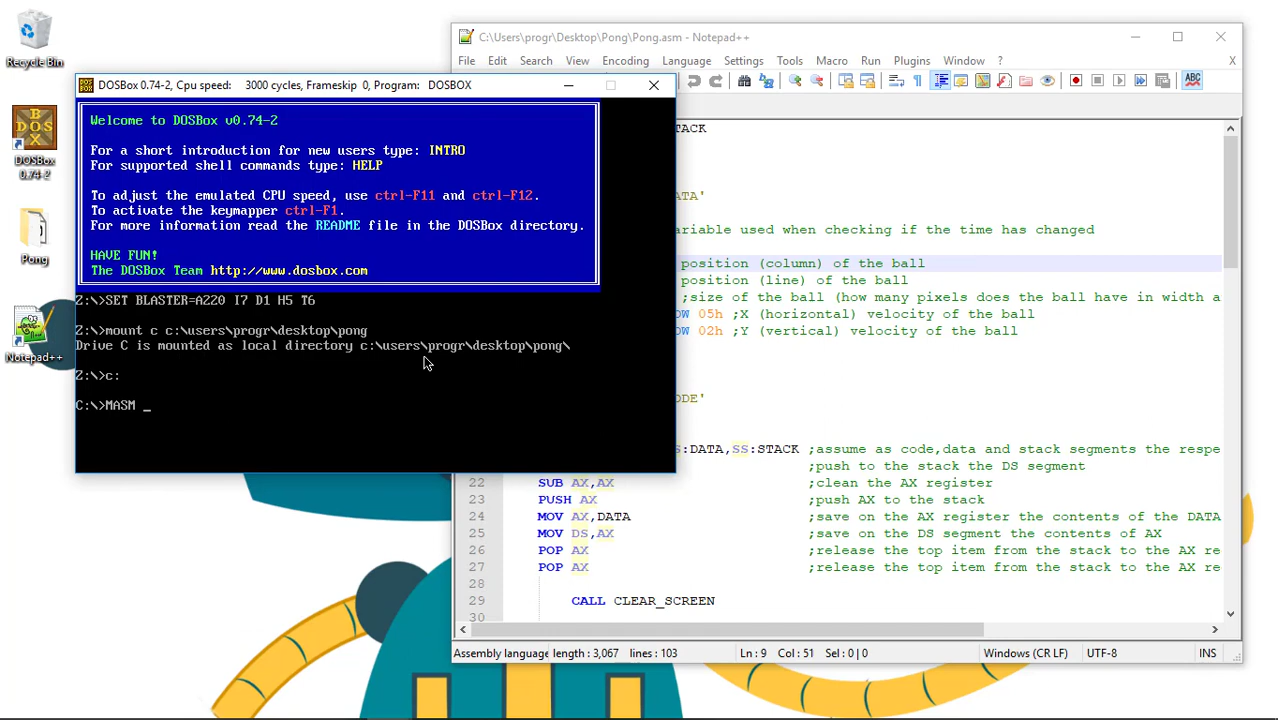 Recycle Bin
DOSBox
0.74-2
Pong
Notepad++
C:\Users\progr\Desktop\Pong\Pong.asm - Notepad++
File Edit Search View Encoding Language Settings Tools Macro Run Plugins Window ? X
DOSBox 0.74-2, Cpu speed: 3000 cycles, Frameskip 0, Program: DOSBOX
Welcome to DOSBox v0.74-2
For a short introduction for new users type: INTRO
For supported shell commands type: HELP
To adjust the emulated CPU speed, use ctrl-F11 and ctrl-F12.
To activate the keymapper ctrl-F1.
For more information read the README file in the DOSBox directory.
HAVE FUN!
The DOSBox Team http://www.dosbox.com
Z:\>SET BLASTER=A220 I7 D1 H5 T6
Z:\>mount c c:\users\progr\desktop\pong
Drive C is mounted as local directory c:\users\progr\desktop\pong\
Z:\>c:
C:\>MASM _
TACK
ATA'
ariable used when checking if the time has changed
position (column) of the ball
position (line) of the ball
;size of the ball (how many pixels does the ball have in width a
OW 05h ;X (horizontal) velocity of the ball
OW 02h ;Y (vertical) velocity of the ball
ODE'
S:DATA,SS:STACK ;assume as code,data and stack segments the respe
;push to the stack the DS segment
22 SUB AX,AX ;clean the AX register
23 PUSH AX ;push AX to the stack
24 MOV AX,DATA ;save on the AX register the contents of the DATA
25 MOV DS,AX ;save on the DS segment the contents of AX
26 POP AX ;release the top item from the stack to the AX re
27 POP AX ;release the top item from the stack to the AX re
28
29 CALL CLEAR_SCREEN
30
Assembly language length : 3,067 lines : 103 Ln : 9 Col : 51 Sel : 0 | 0 Windows (CR LF) UTF-8 INS